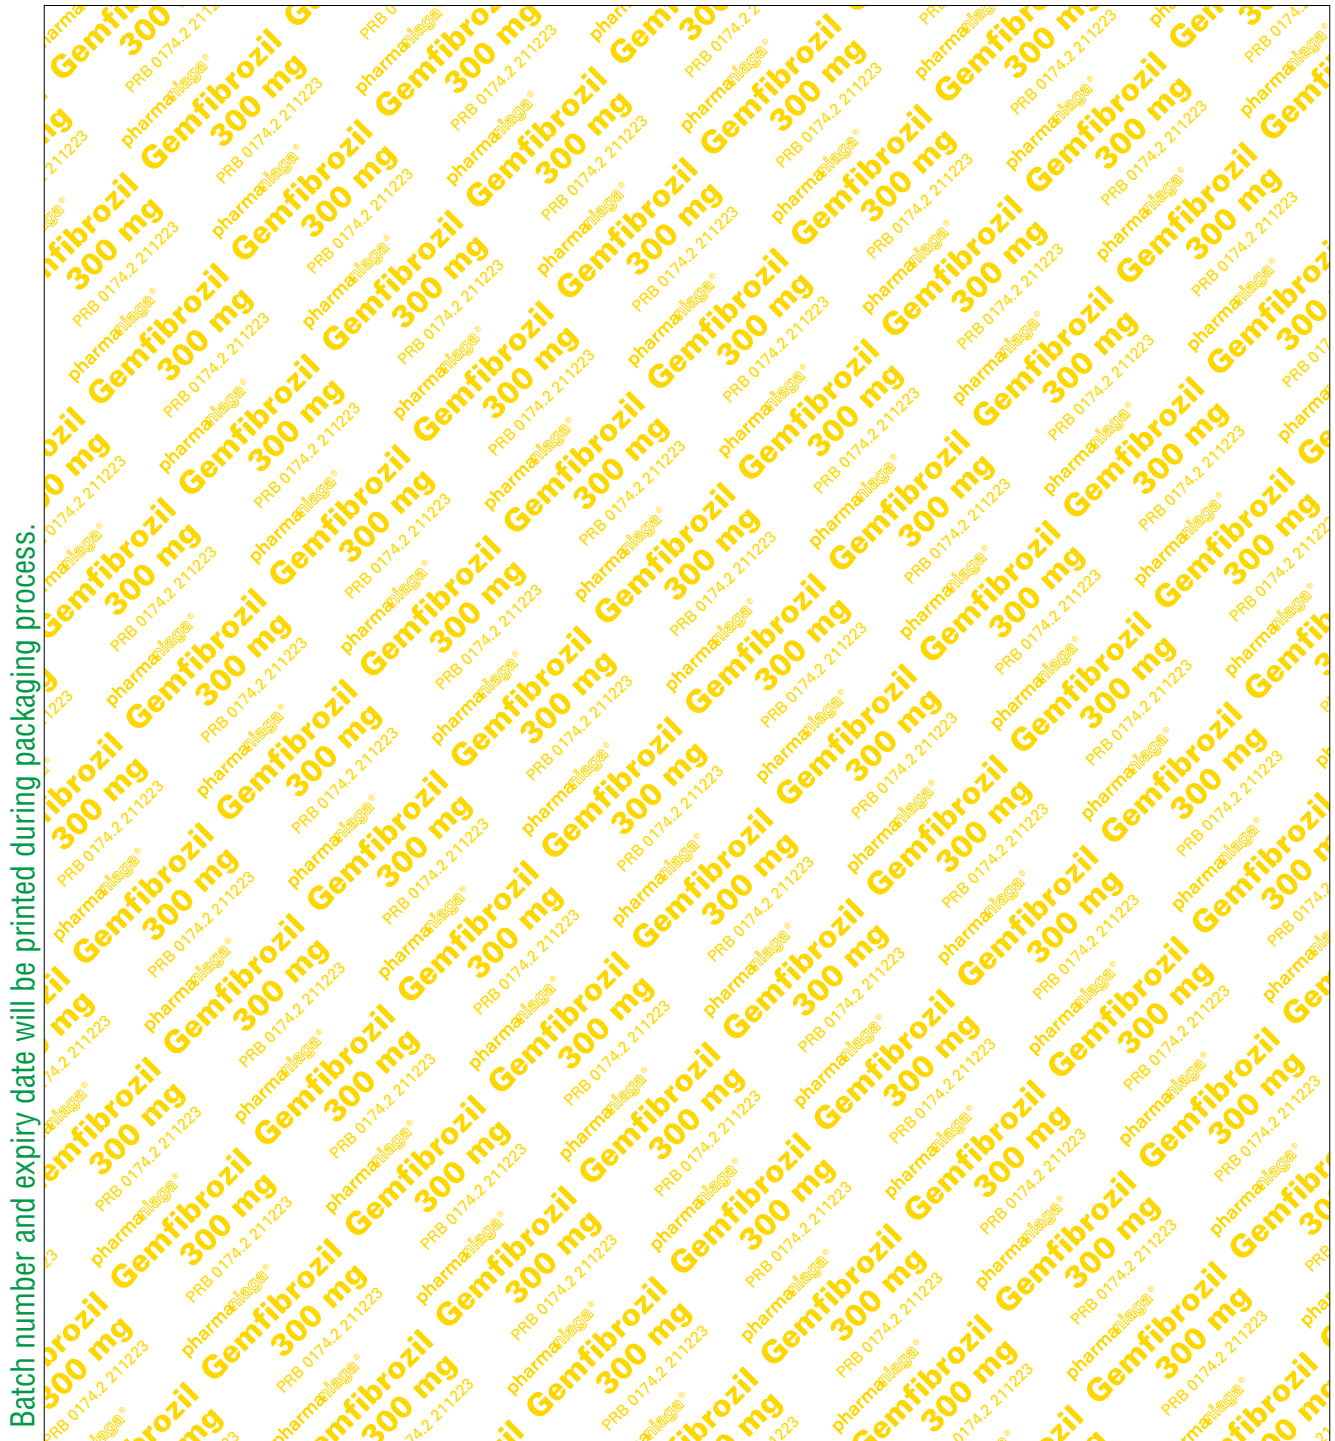 Batch number and expiry date will be printed during packaging process.
pharmaniaga®
Gemfibrozil
300 mg
PRB 0174.2 211223